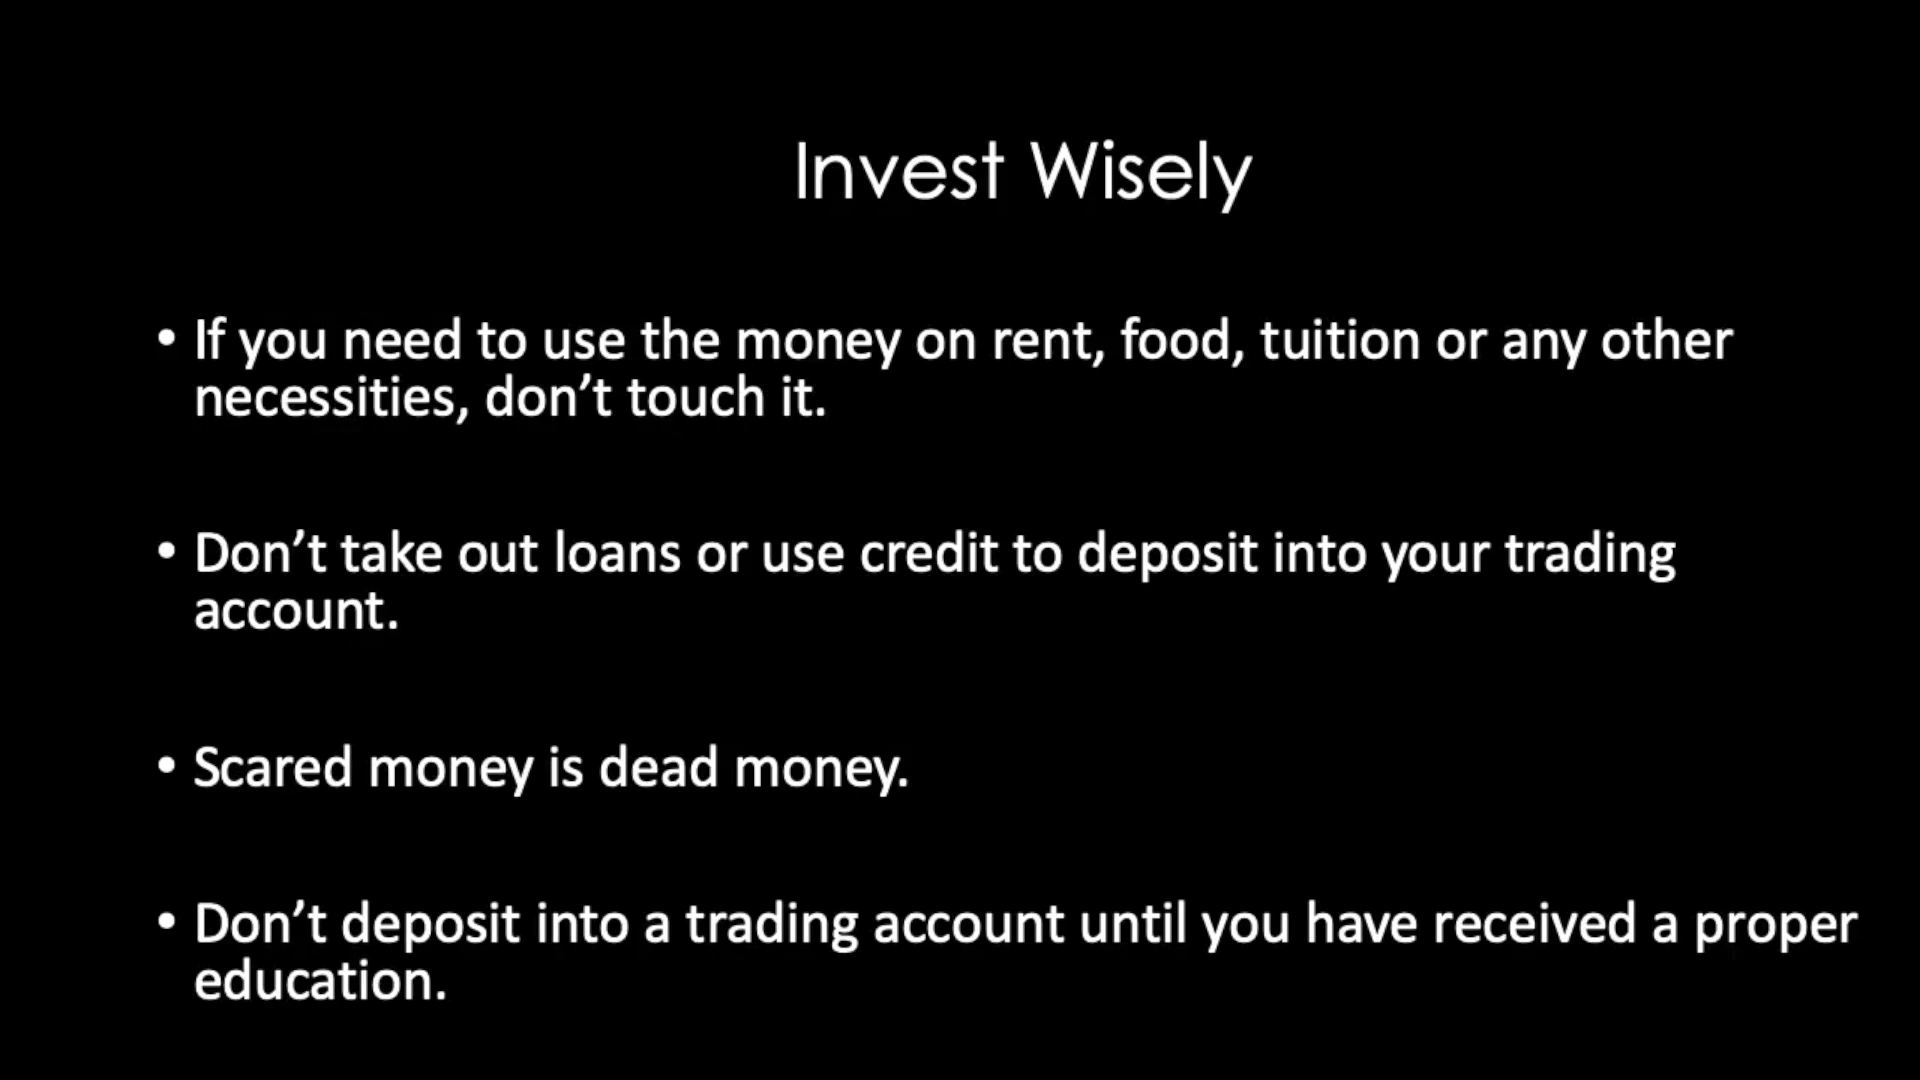 Invest Wisely
• If you need to use the money on rent, food, tuition or any other
necessities, don’t touch it.
• Don’t take out loans or use credit to deposit into your trading
account.
• Scared money is dead money.
• Don’t deposit into a trading account until you have received a proper
education.